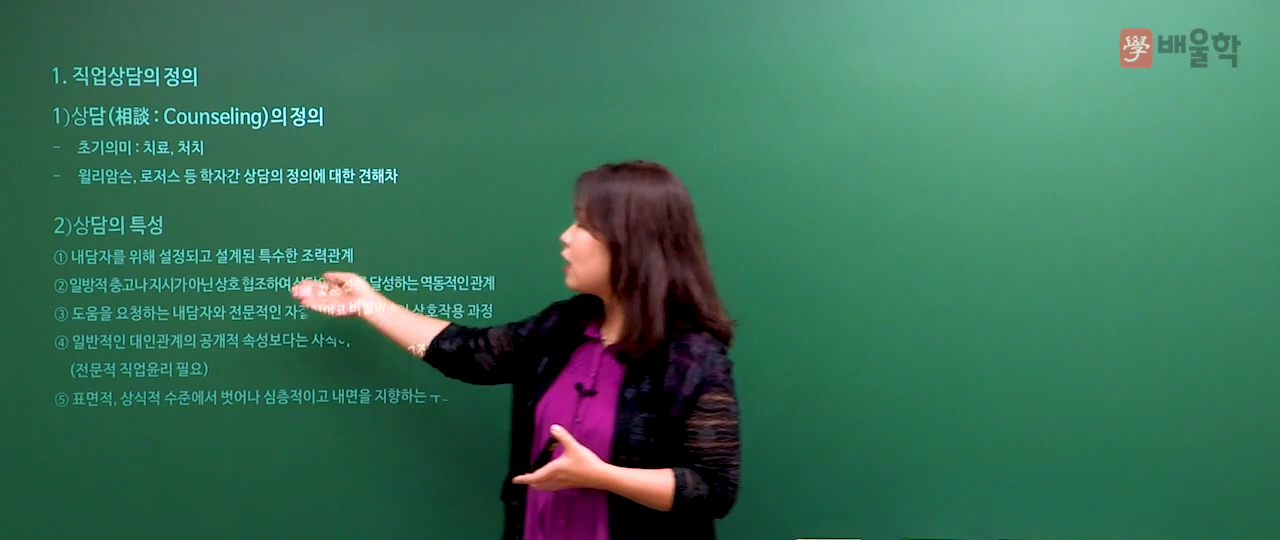 學 배울학
1. 직업상담의 정의
1)상담(相談 : Counseling)의 정의
- 초기의미 : 치료, 처치
- 윌리암슨, 로저스 등 학자간 상담의 정의에 대한 견해차
2)상담의 특성
① 내담자를 위해 설정되고 설계된 특수한 조력관계
② 일방적 충고나 지시가 아닌 상호 협조하여 달성하는 역동적인 관계
③ 도움을 요청하는 내담자와 전문적인 상호작용 과정
④ 일반적인 대인관계의 공개적 속성보다는
(전문적 직업윤리 필요)
⑤ 표면적, 상식적 수준에서 벗어나 심층적이고 내면을 지향하는